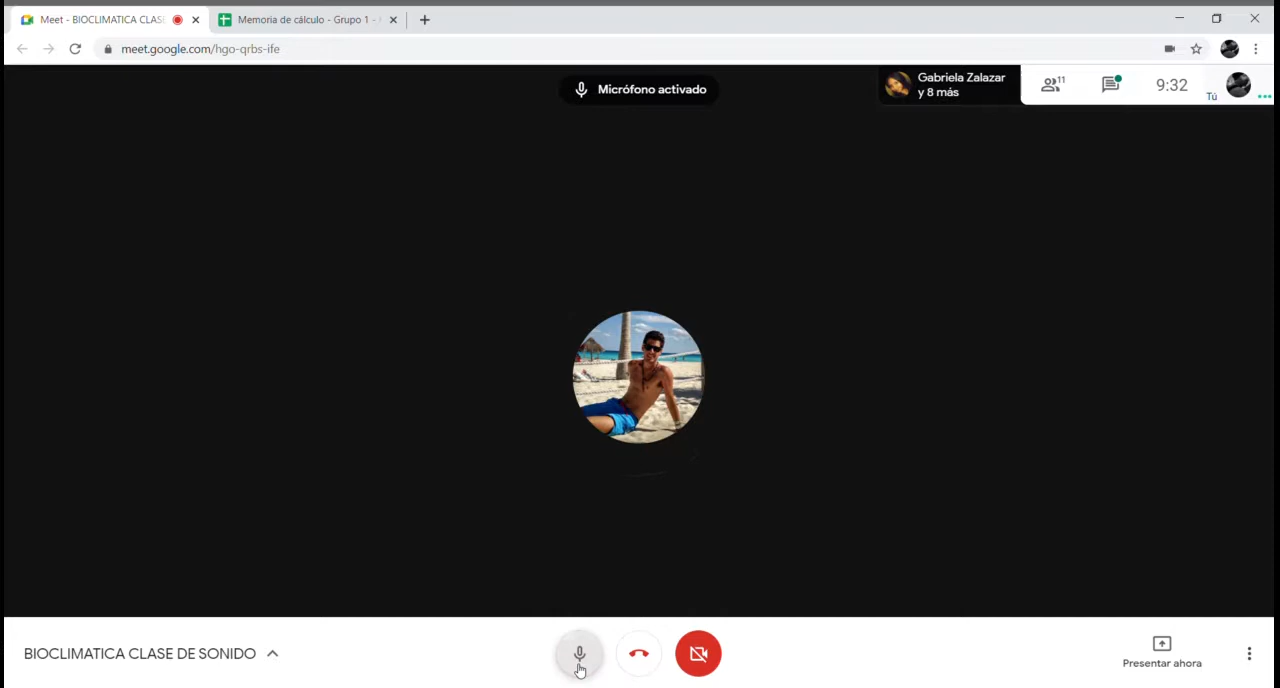 Meet - BIOCLIMATICA CLAS
Memoria de cálculo - Grupo 1 -
meet.google.com/hgo-qrbs-ife
Micrófono activado
Gabriela Zalazar
y 8 más
11
9:32
Tú
BIOCLIMATICA CLASE DE SONIDO
Presentar ahora